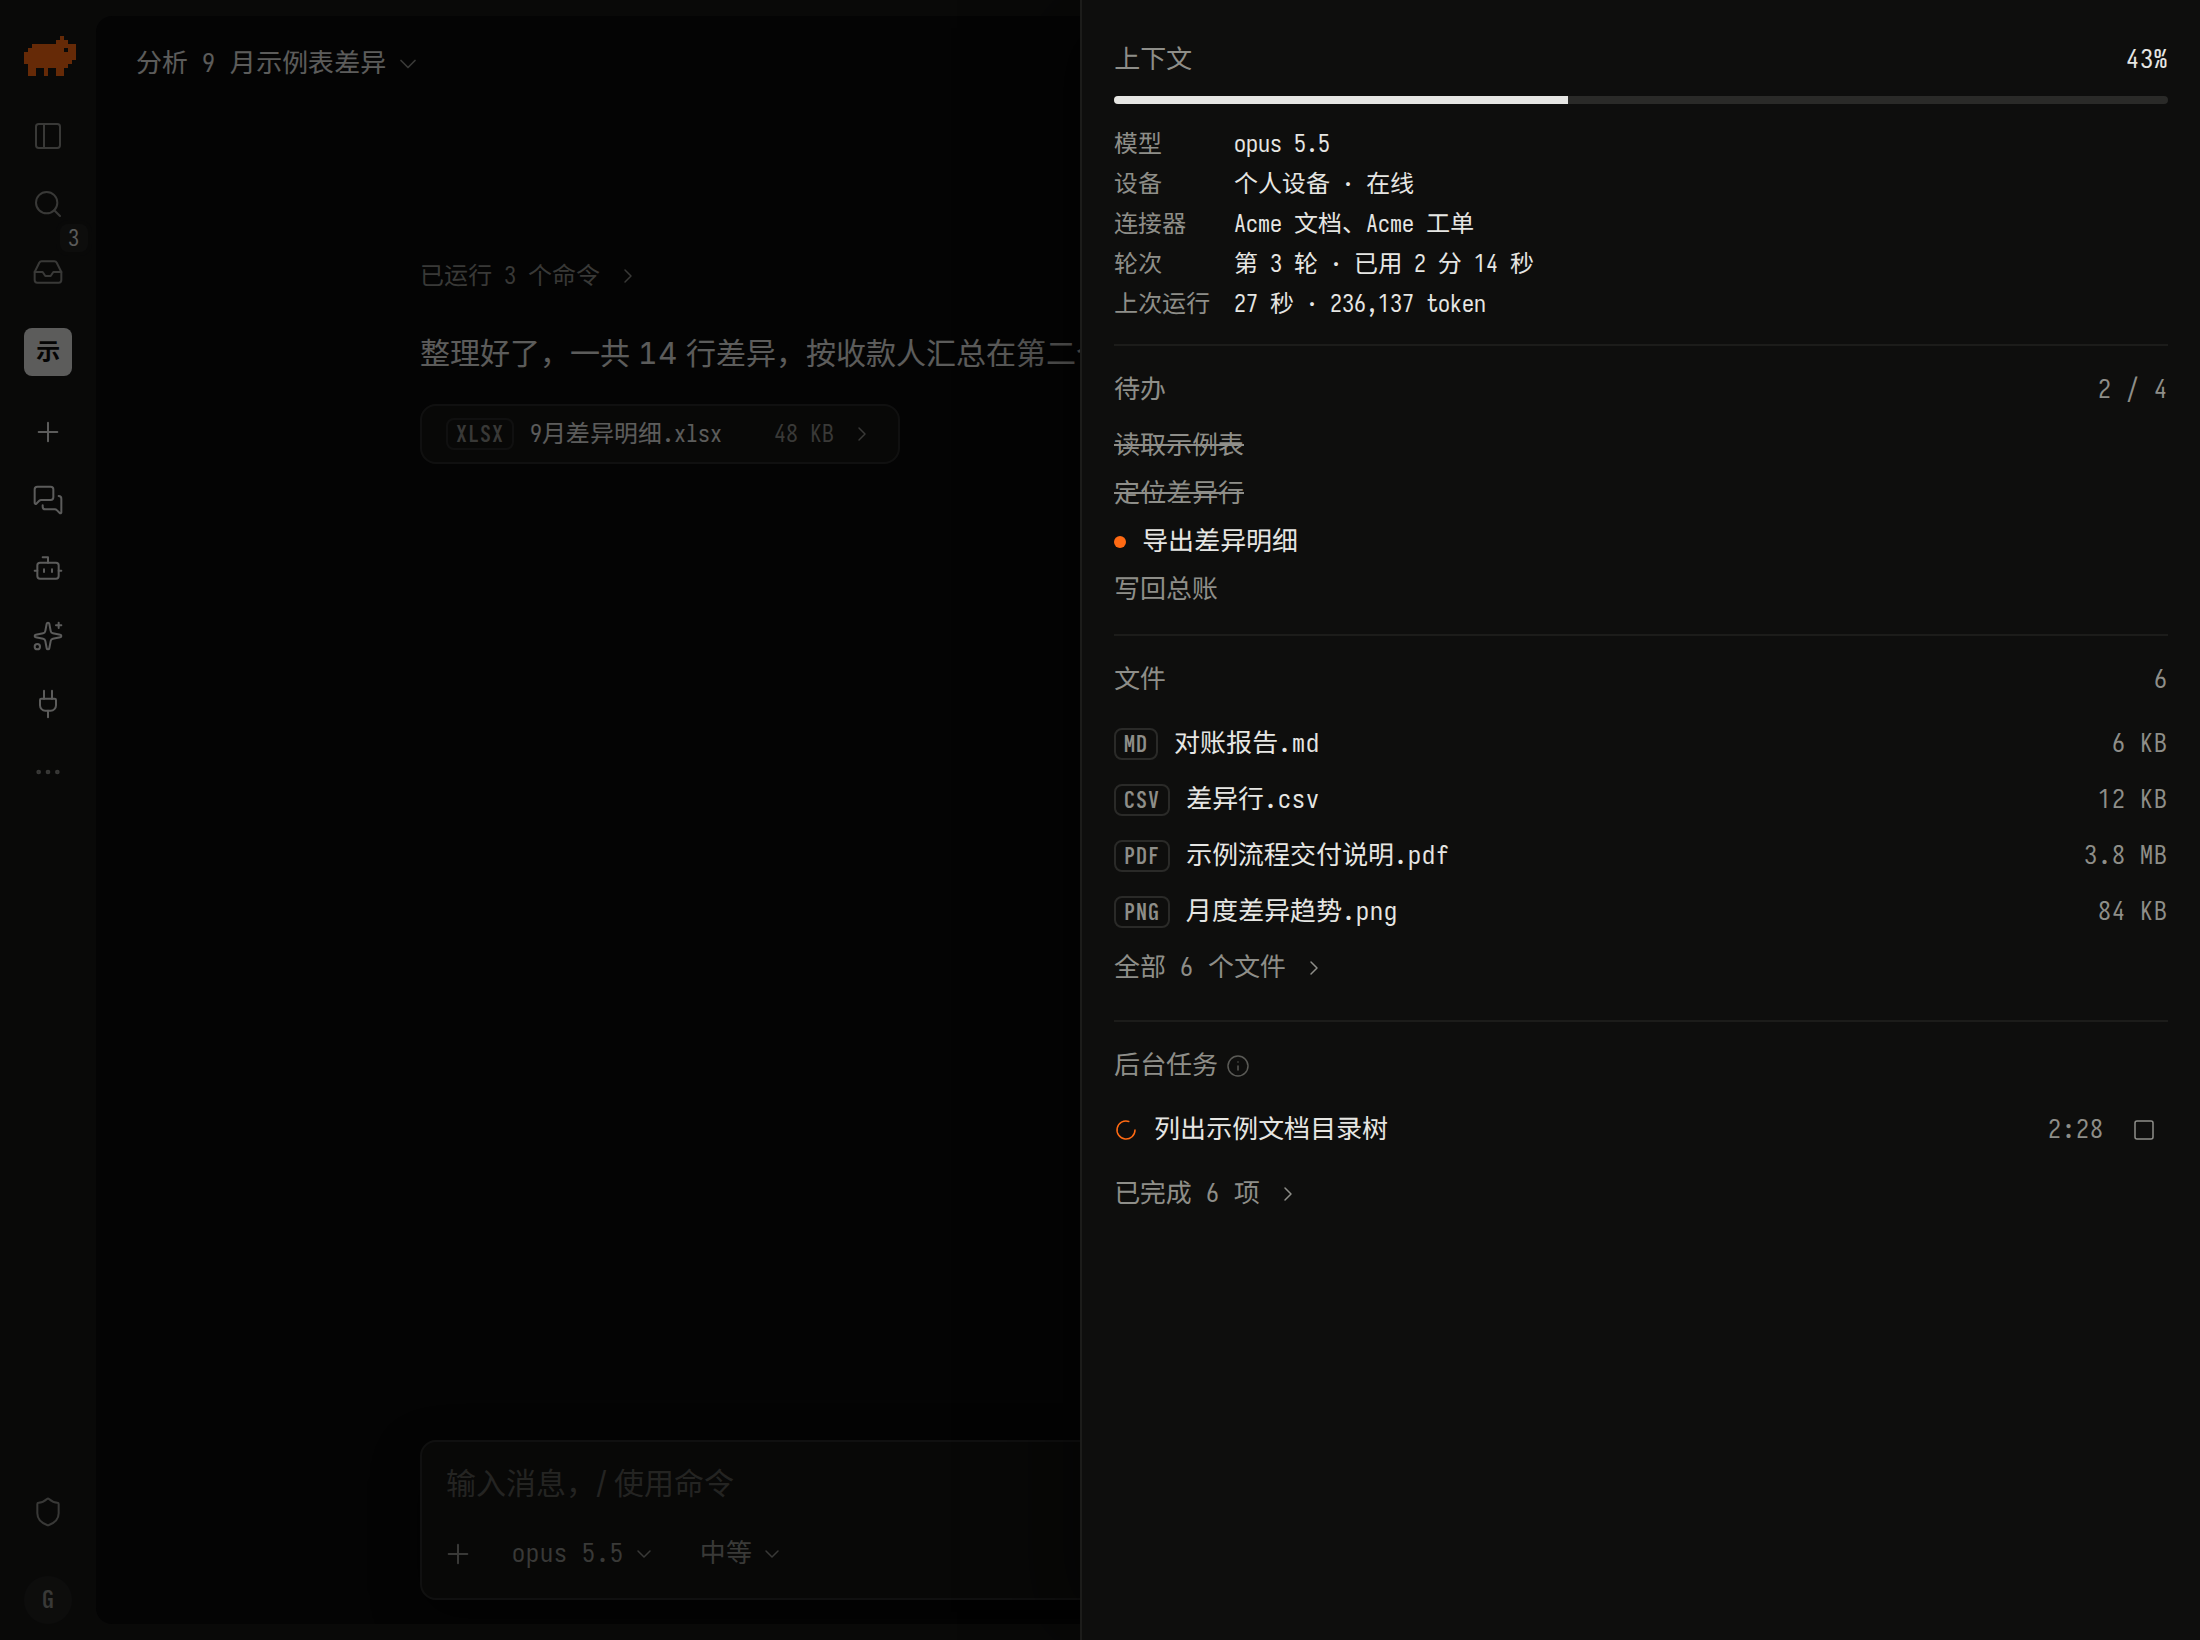 分析 9 月示例表差异
3
示
已运行 3 个命令
整理好了，一共 14 行差异，按收款人汇总在第二
XLSX 9月差异明细.xlsx 48 KB
输入消息，/ 使用命令
opus 5.5 中等
G
上下文 43%
模型 opus 5.5
设备 个人设备 · 在线
连接器 Acme 文档、Acme 工单
轮次 第 3 轮 · 已用 2 分 14 秒
上次运行 27 秒 · 236,137 token
待办 2 / 4
读取示例表
定位差异行
导出差异明细
写回总账
文件 6
MD 对账报告.md 6 KB
CSV 差异行.csv 12 KB
PDF 示例流程交付说明.pdf 3.8 MB
PNG 月度差异趋势.png 84 KB
全部 6 个文件
后台任务
列出示例文档目录树 2:28
已完成 6 项